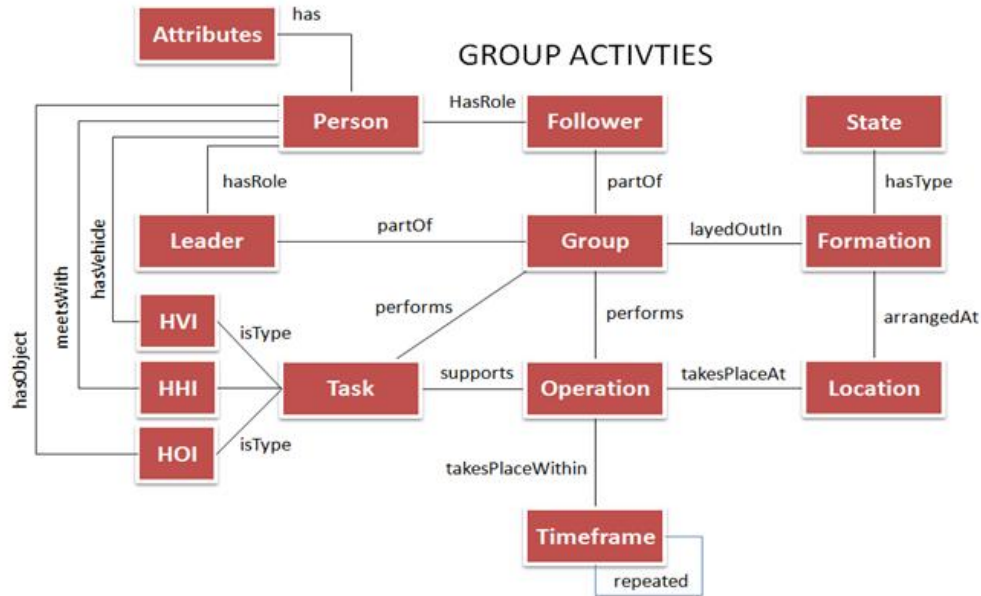 has
Attributes
GROUP ACTIVTIES
HasRole
Person
Follower
State
hasRole
partOf
hasType
Leader
partOf
Group
layedOutIn
Formation
hasVehide
meetsWith
hasObject
performs
performs
arrangedAt
HVI
isType
HHI
Task
supports
Operation
takesPlaceAt
Location
HOI
isType
takesPlaceWithin
Timeframe
repeated